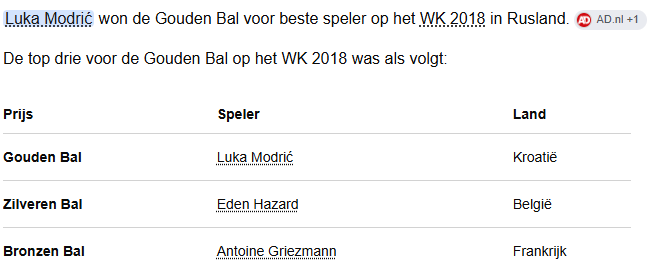 Luka Modrić won de Gouden Bal voor beste speler op het WK 2018 in Rusland. AD AD.nl +1
De top drie voor de Gouden Bal op het WK 2018 was als volgt:
Prijs Speler Land
Gouden Bal Luka Modrić Kroatië
Zilveren Bal Eden Hazard België
Bronzen Bal Antoine Griezmann Frankrijk